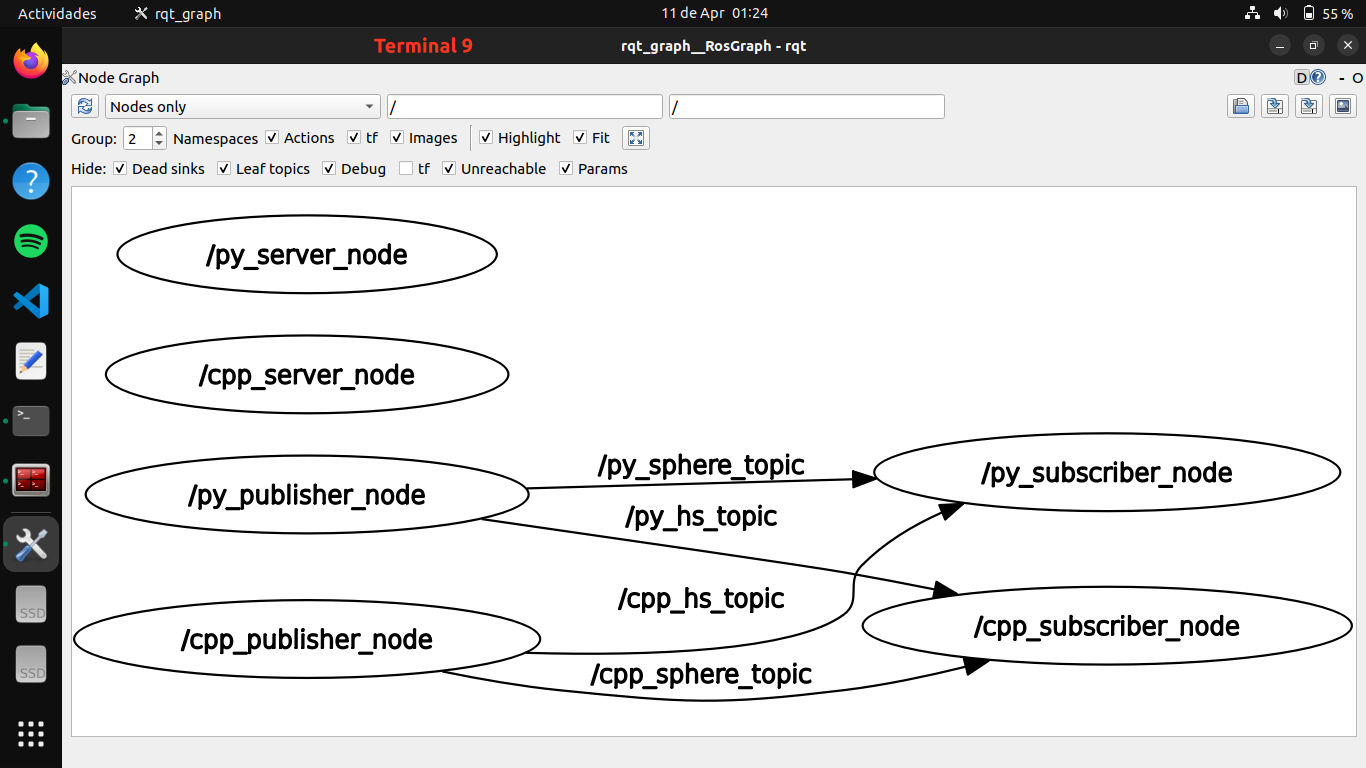 Actividades rqt_graph 11 de Apr 01:24 55 %
Terminal 9 rqt_graph__RosGraph - rqt
Node Graph D ? - O
Nodes only / /
Group: 2 Namespaces Actions tf Images Highlight Fit
Hide: Dead sinks Leaf topics Debug tf Unreachable Params
/py_server_node
/cpp_server_node
/py_sphere_topic
/py_subscriber_node
/py_publisher_node
/py_hs_topic
/cpp_hs_topic
/cpp_subscriber_node
/cpp_publisher_node
/cpp_sphere_topic
?
>_
SSD
SSD